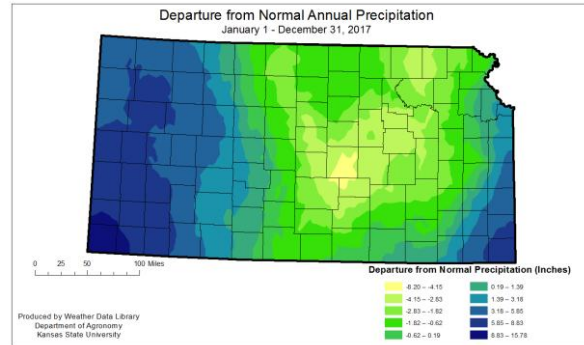 Departure from Normal Annual Precipitation
January 1 - December 31, 2017
0 25 50 100 Miles
Departure from Normal Precipitation (Inches)
-8.20 – -4.15
-4.15 – -2.83
-2.83 – -1.82
-1.82 – -0.62
-0.62 – 0.19
0.19 – 1.39
1.39 – 3.18
3.18 – 5.85
5.85 – 8.83
8.83 – 15.78
Produced by Weather Data Library
Department of Agronomy
Kansas State University